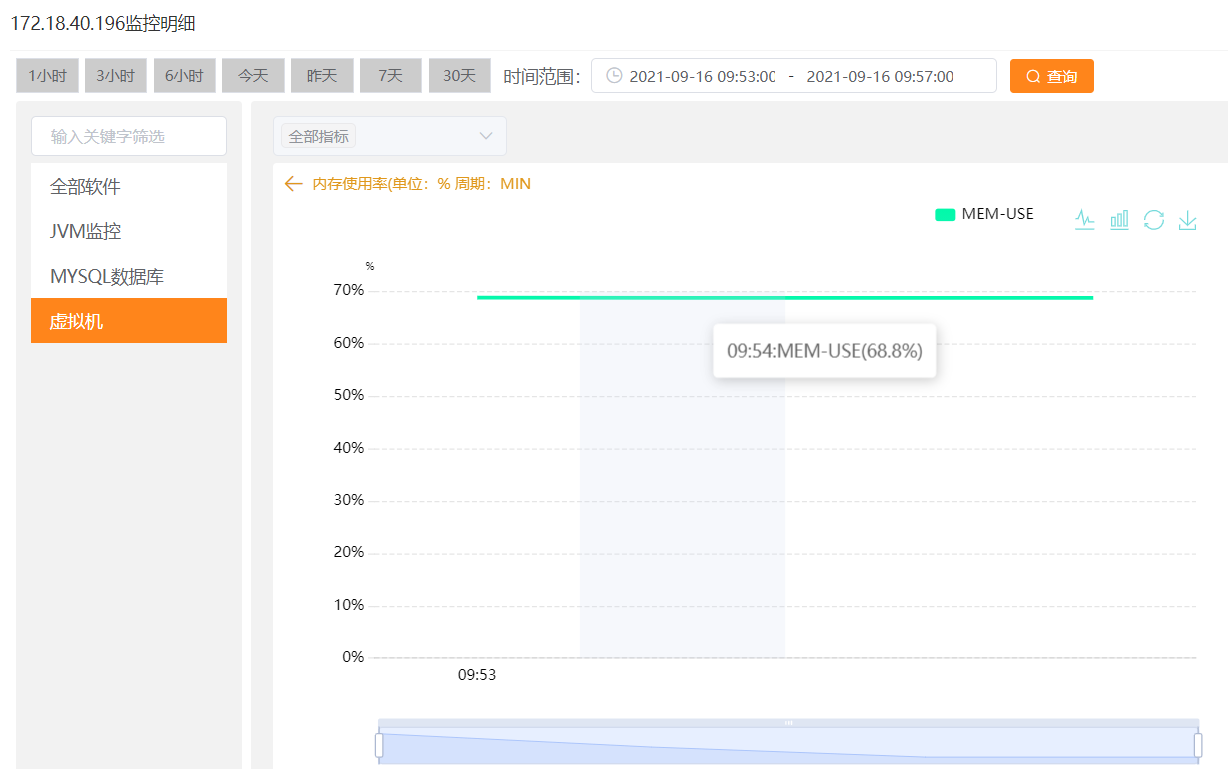 172.18.40.196监控明细
1小时 3小时 6小时 今天 昨天 7天 30天 时间范围： 2021-09-16 09:53:00 - 2021-09-16 09:57:00 查询
输入关键字筛选
全部软件
JVM监控
MYSQL数据库
虚拟机
全部指标
内存使用率(单位：% 周期：MIN
MEM-USE
%
70%
60%
09:54:MEM-USE(68.8%)
50%
40%
30%
20%
10%
0%
09:53